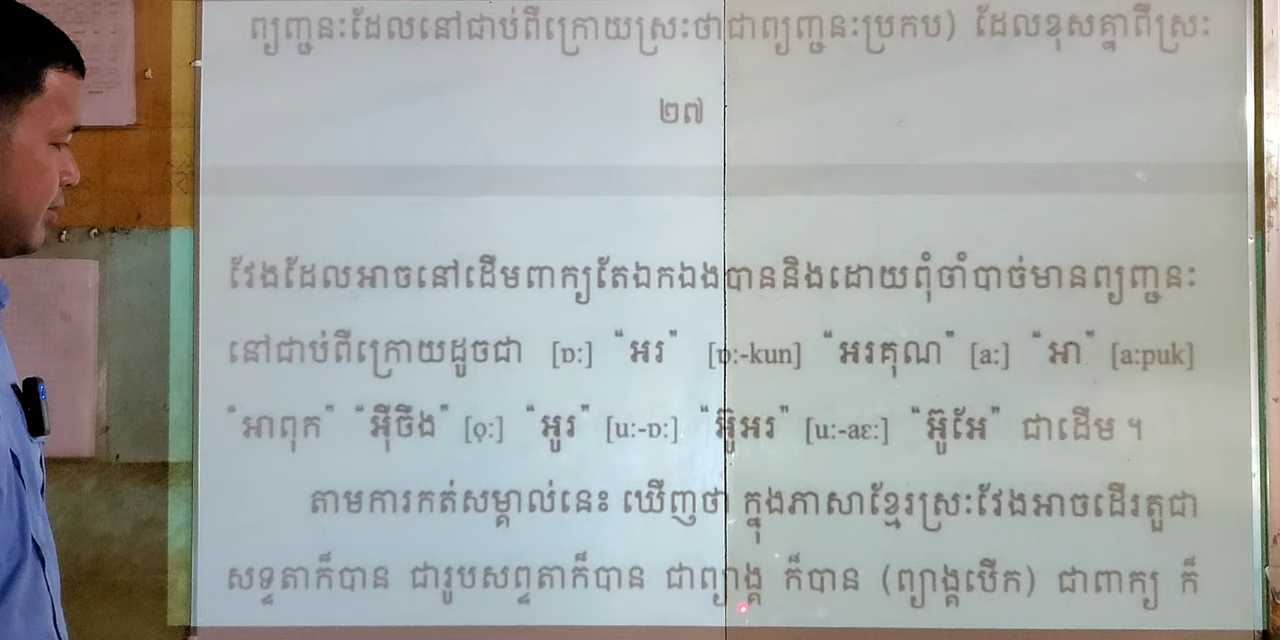 ព្យញ្ជនៈដែលនៅជាប់ពីក្រោយស្រៈថាជាព្យញ្ជនៈប្រកប) ដែលខុសគ្នាពីស្រៈ
២៧
វែងដែលអាចនៅដើមពាក្យតែឯកឯងបាននិងដោយពុំចាំបាច់មានព្យញ្ជនៈ
នៅជាប់ពីក្រោយដូចជា [ɒ:] “អរ” [ɒ:-kun] “អរគុណ” [a:] “អា” [a:puk]
“អាពុក” “អ៊ីចឹង” [o̞:] “អូរ” [u:-ɒ:] “អ៊ូអរ” [u:-aɛ:] “អ៊ូអែ” ជាដើម ។
តាមការកត់សម្គាល់នេះ ឃើញថា ក្នុងភាសាខ្មែរស្រៈវែងអាចដើរតួជា
សទ្ទតាក៏បាន ជារូបសព្ទតាក៏បាន ជាព្យាង្គ ក៏បាន (ព្យាង្គបើក) ជាពាក្យ ក៏